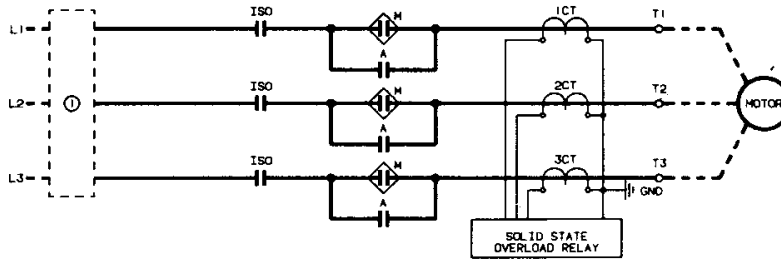 ISO M 1CT T1
L1
A
ISO M 2CT T2
L2 1 MOTOR
A
ISO M 3CT T3
L3 GND
A
SOLID STATE
OVERLOAD RELAY